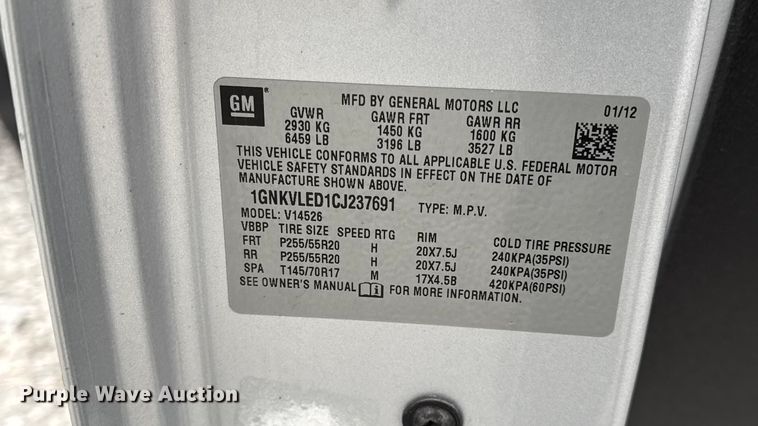 GM®
MFD BY GENERAL MOTORS LLC 01/12
GVWR GAWR FRT GAWR RR
2930 KG 1450 KG 1600 KG
6459 LB 3196 LB 3527 LB
THIS VEHICLE CONFORMS TO ALL APPLICABLE U.S. FEDERAL MOTOR
VEHICLE SAFETY STANDARDS IN EFFECT ON THE DATE OF
MANUFACTURE SHOWN ABOVE.
1GNKVLED1CJ237691 TYPE: M.P.V.
MODEL: V14526
VBBP TIRE SIZE SPEED RTG RIM COLD TIRE PRESSURE
FRT P255/55R20 H 20X7.5J 240KPA(35PSI)
RR P255/55R20 H 20X7.5J 240KPA(35PSI)
SPA T145/70R17 M 17X4.5B 420KPA(60PSI)
SEE OWNER'S MANUAL FOR MORE INFORMATION.
Purple Wave Auction